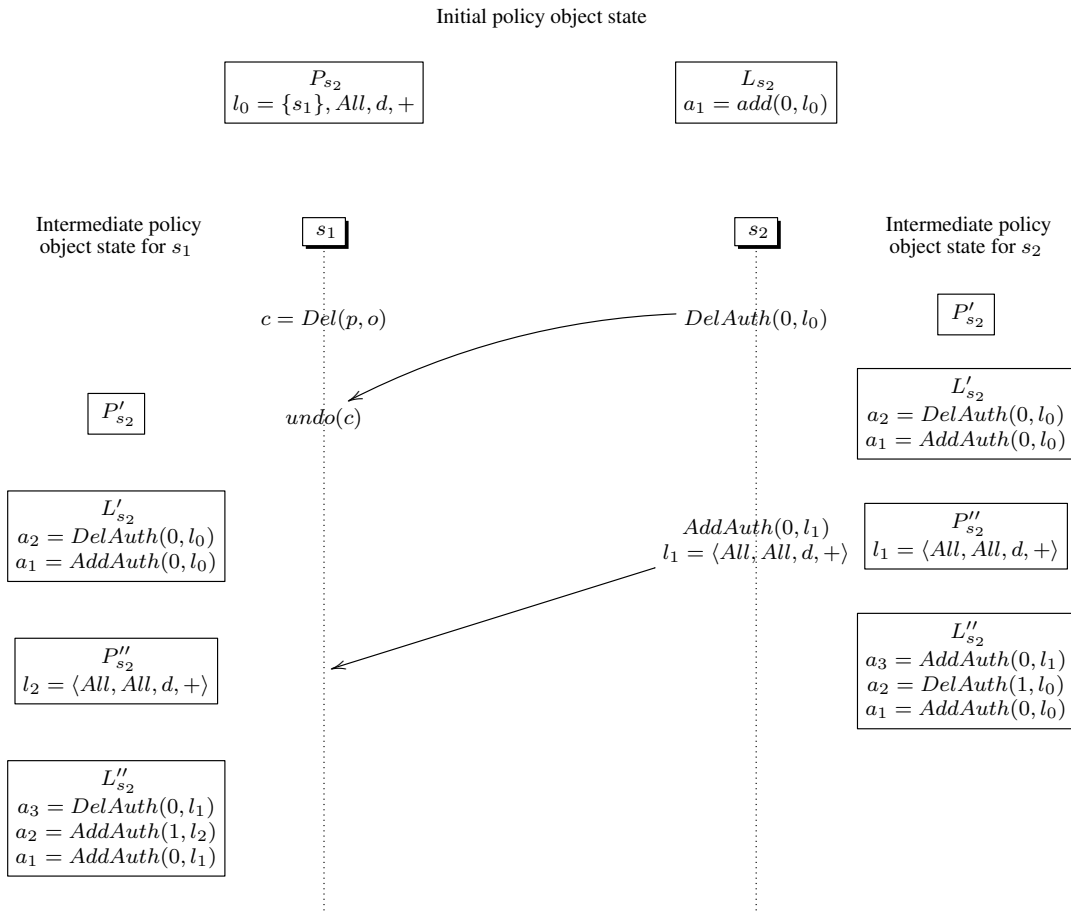 Initial policy object state
P_{s_2}
l_0 = {s_1}, All, d, +
L_{s_2}
a_1 = add(0, l_0)
Intermediate policy
object state for s_1
s_1
s_2
Intermediate policy
object state for s_2
c = Del(p, o)
DelAuth(0, l_0)
P'_{s_2}
P'_{s_2}
undo(c)
L'_{s_2}
a_2 = DelAuth(0, l_0)
a_1 = AddAuth(0, l_0)
L'_{s_2}
a_2 = DelAuth(0, l_0)
a_1 = AddAuth(0, l_0)
AddAuth(0, l_1)
l_1 = ⟨All, All, d, +⟩
P''_{s_2}
l_1 = ⟨All, All, d, +⟩
P''_{s_2}
l_2 = ⟨All, All, d, +⟩
L''_{s_2}
a_3 = AddAuth(0, l_1)
a_2 = DelAuth(1, l_0)
a_1 = AddAuth(0, l_0)
L''_{s_2}
a_3 = DelAuth(0, l_1)
a_2 = AddAuth(1, l_2)
a_1 = AddAuth(0, l_1)